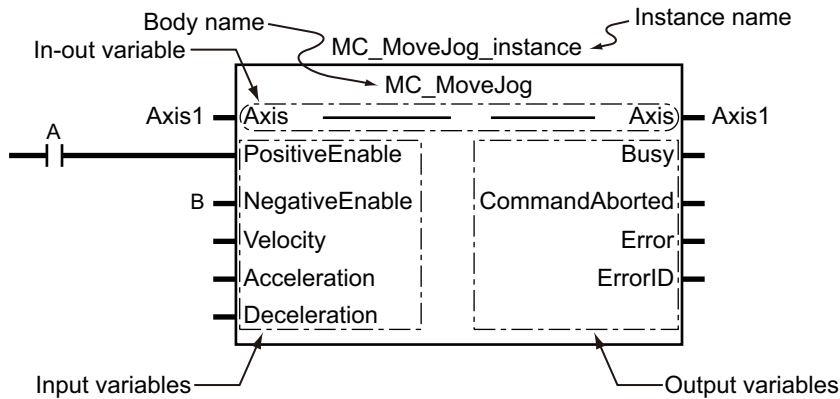 Body name
Instance name
In-out variable
MC_MoveJog_instance
MC_MoveJog
Axis1 Axis Axis Axis1
A
PositiveEnable Busy
B NegativeEnable CommandAborted
Velocity Error
Acceleration ErrorID
Deceleration
Input variables Output variables